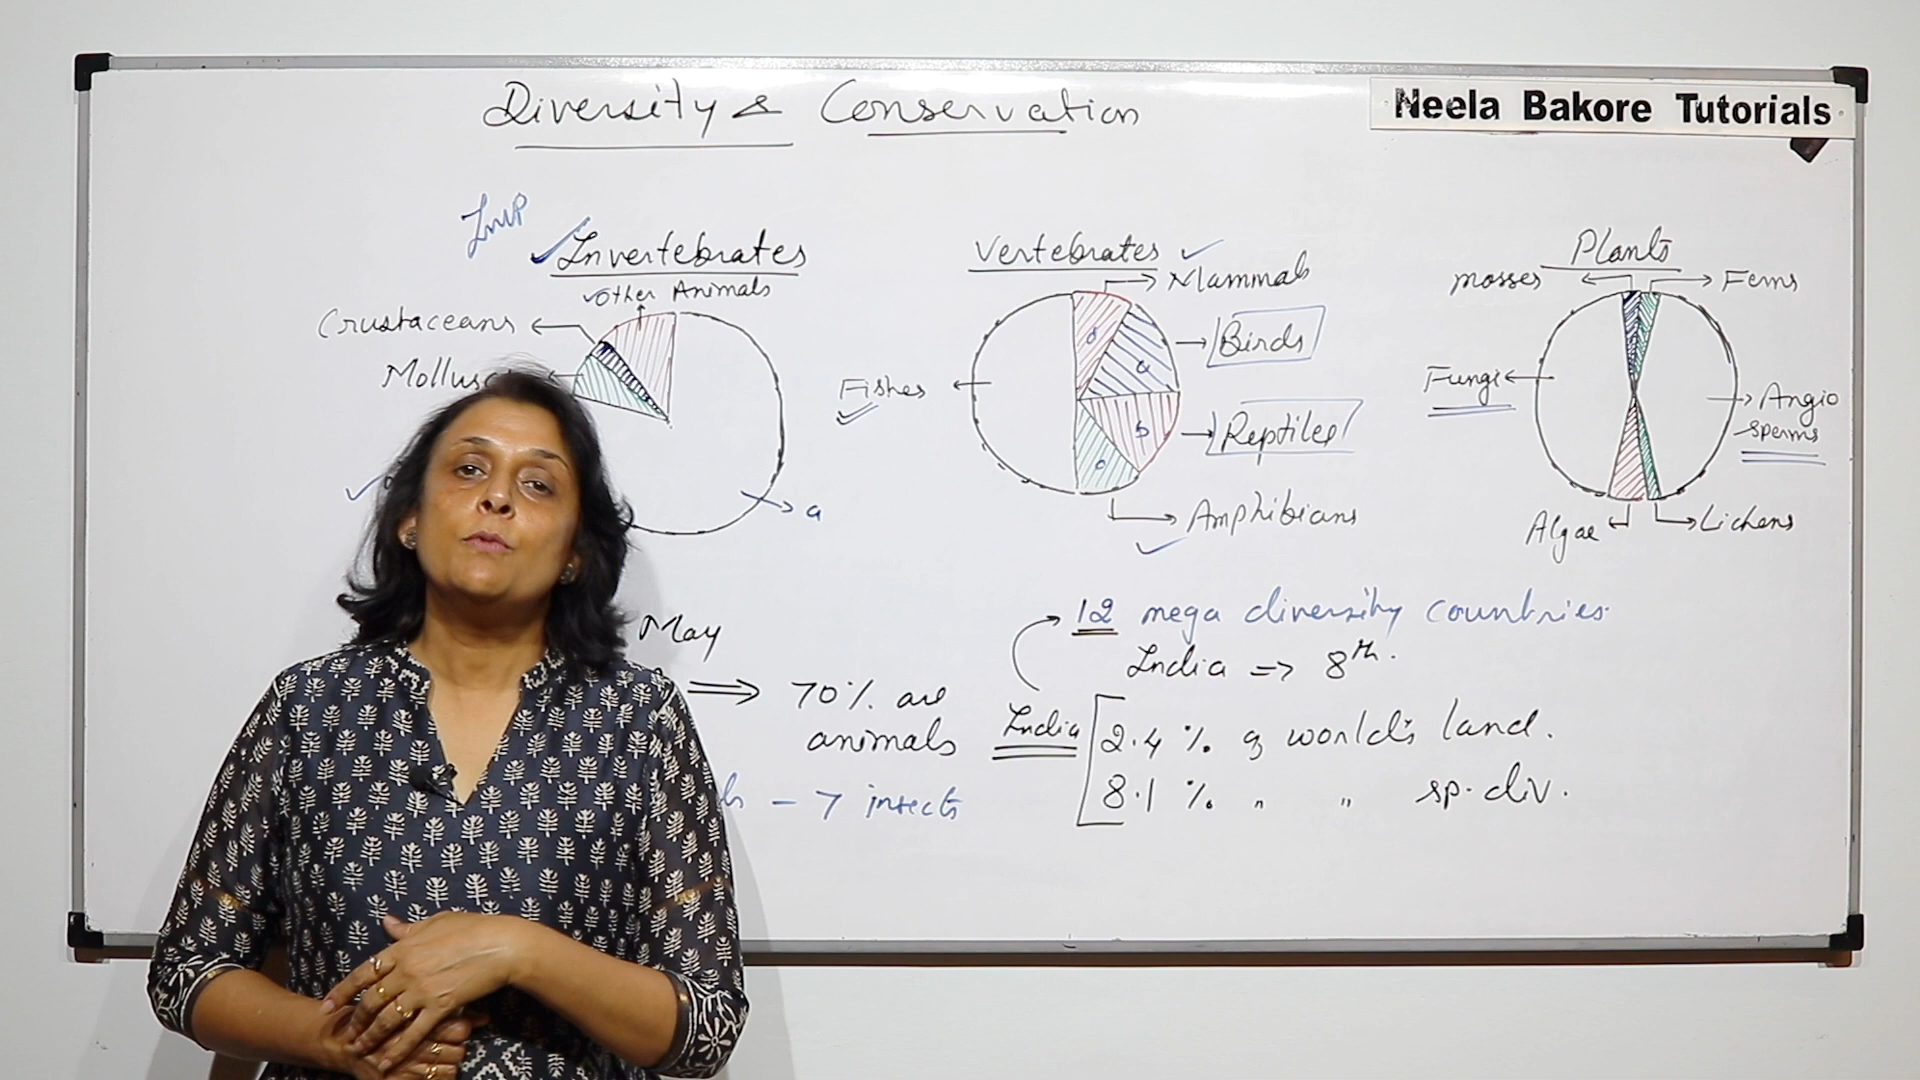 Diversity & Conservation
Neela Bakore Tutorials
Imp
Invertebrates
other Animals
Crustaceans
Mollus
a
Vertebrates
Mammals
Birds
Reptiles
Amphibians
Fishes
d
a
b
c
Plants
mosses
Ferns
Fungi
Angio
sperms
Algae
Lichens
May
70% are
animals
7 insects
12 mega diversity countries.
India => 8th.
India
2.4 % of world's land.
8.1 % " " sp. div.